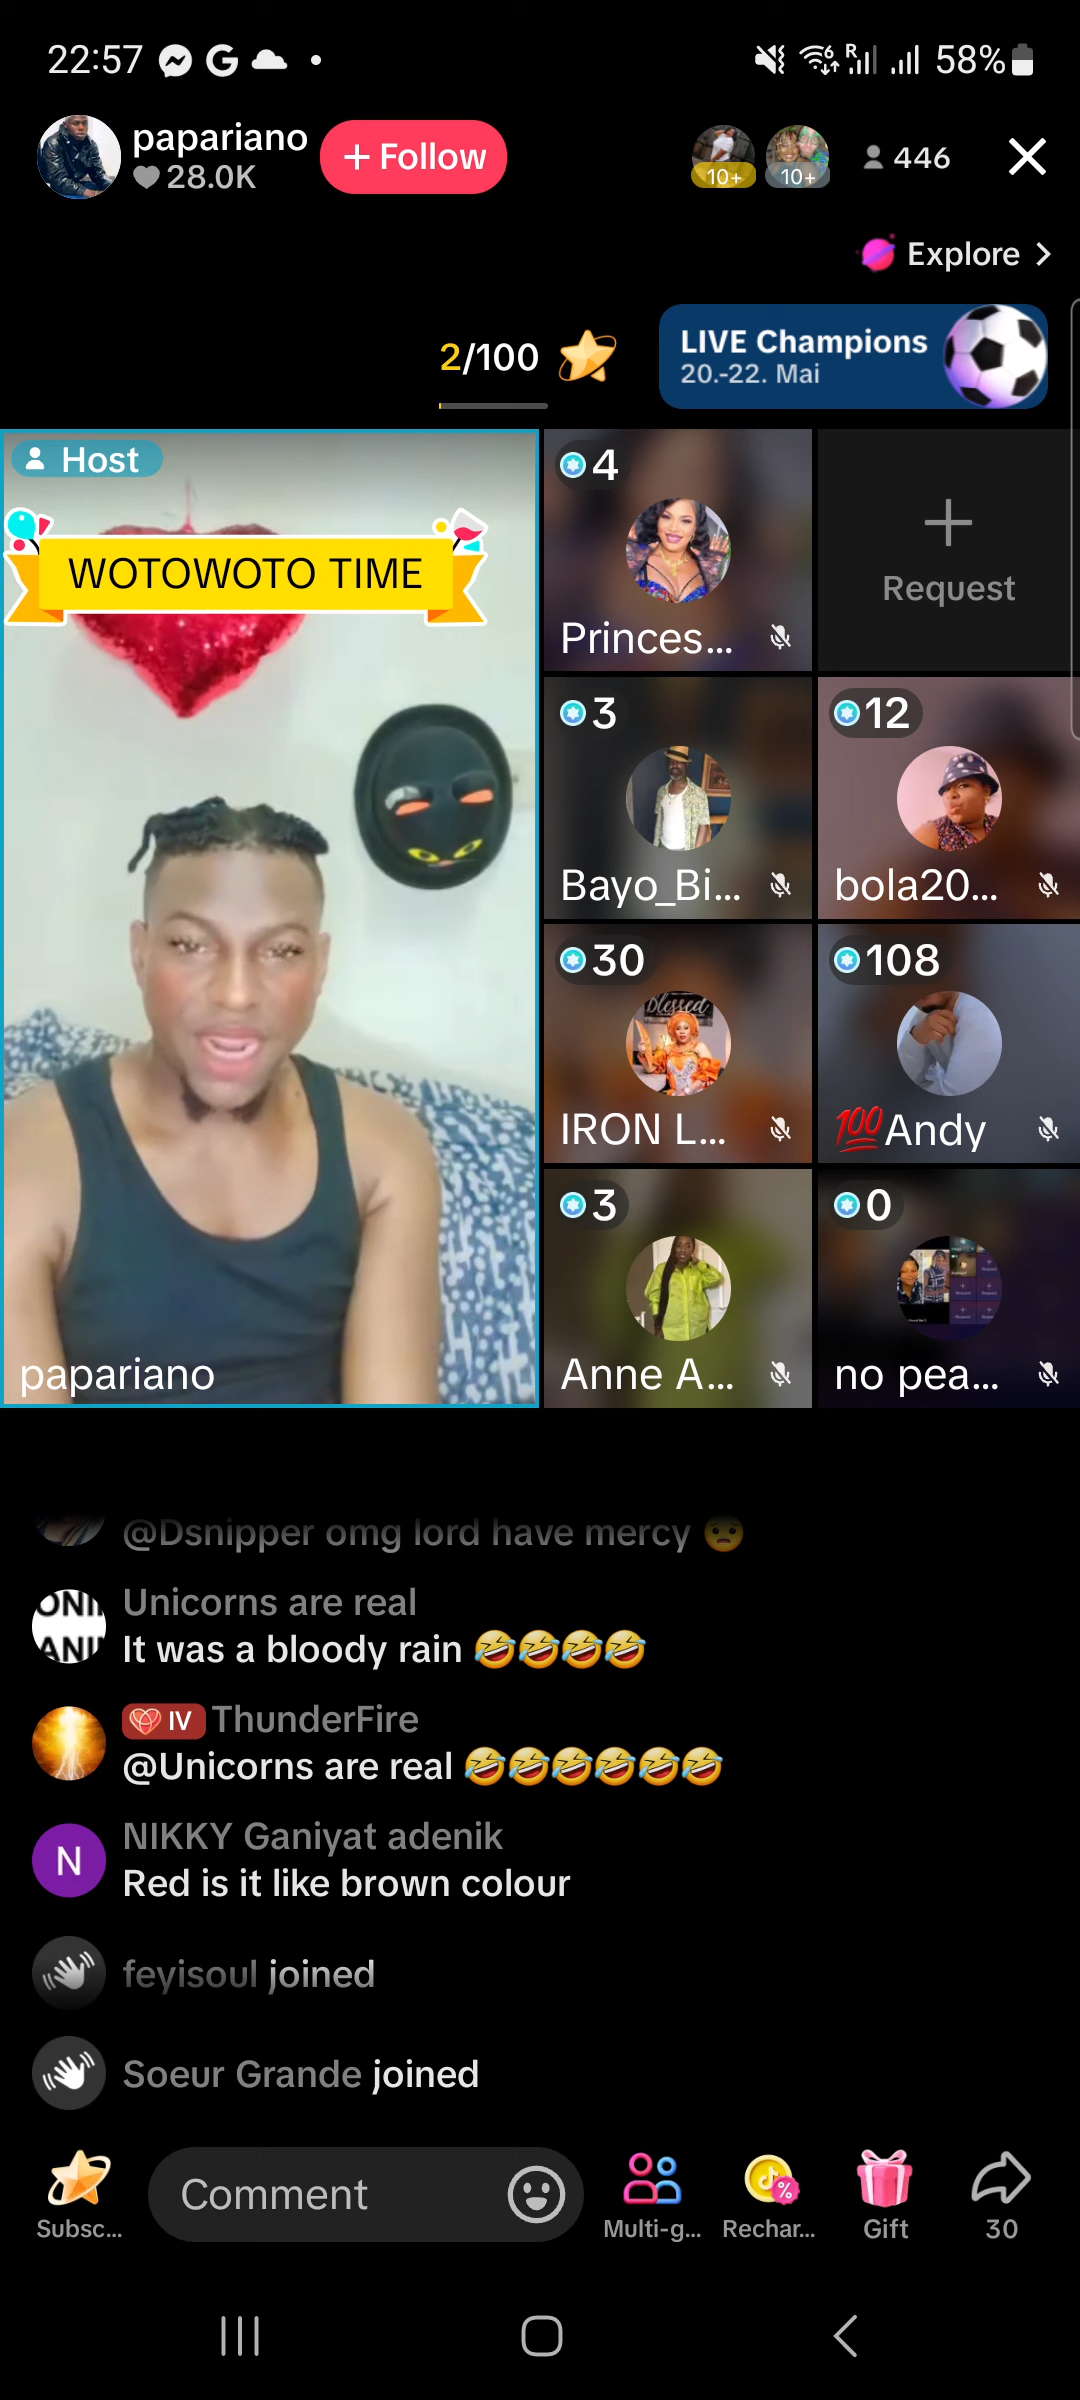 22:57
58%
papariano
28.0K
+ Follow
10+
10+
446
Explore >
2/100
LIVE Champions
20.-22. Mai
Host
WOTOWOTO TIME
papariano
4
Princes...
+
Request
3
Bayo_Bi...
12
bola20...
Blessed
30
IRON L...
108
💯Andy
3
Anne A...
0
no pea...
@Dsnipper omg lord have mercy 😟
Unicorns are real
It was a bloody rain 🤣🤣🤣🤣
IV ThunderFire
@Unicorns are real 🤣🤣🤣🤣🤣🤣
N
NIKKY Ganiyat adenik
Red is it like brown colour
feyisoul joined
Soeur Grande joined
Comment
Subsc...
Multi-g...
Rechar...
Gift
30